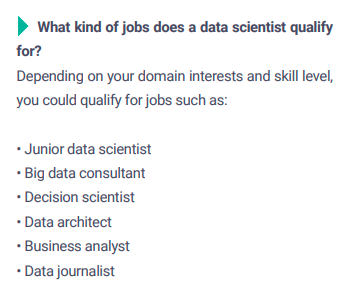 What kind of jobs does a data scientist qualify
for?
Depending on your domain interests and skill level,
you could qualify for jobs such as:
• Junior data scientist
• Big data consultant
• Decision scientist
• Data architect
• Business analyst
• Data journalist